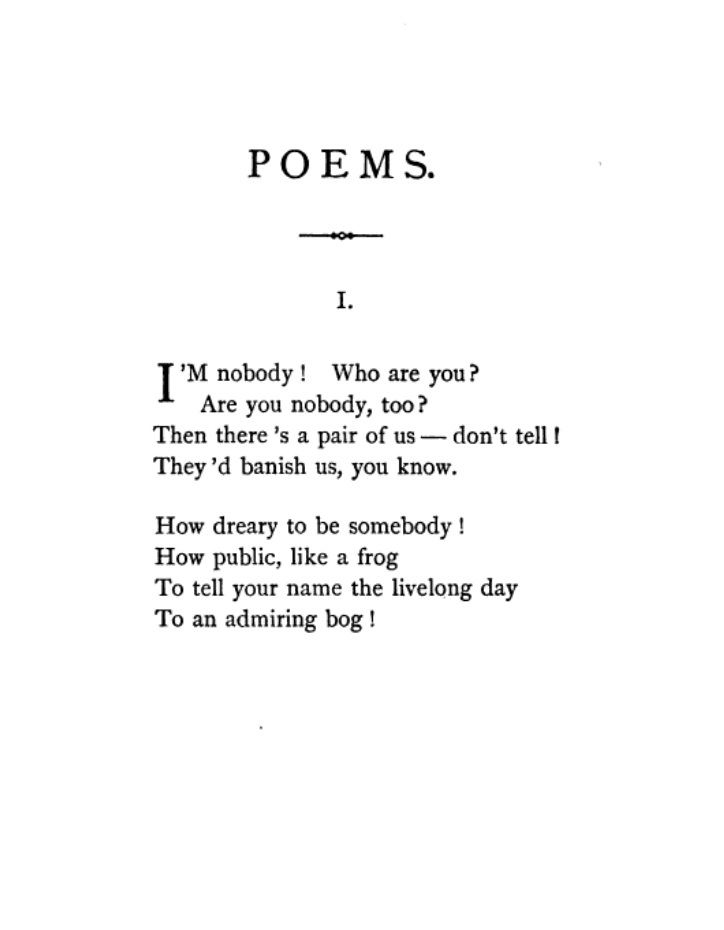 POEMS.
I.
I'M nobody! Who are you?
Are you nobody, too?
Then there's a pair of us — don't tell!
They'd banish us, you know.
How dreary to be somebody!
How public, like a frog
To tell your name the livelong day
To an admiring bog!